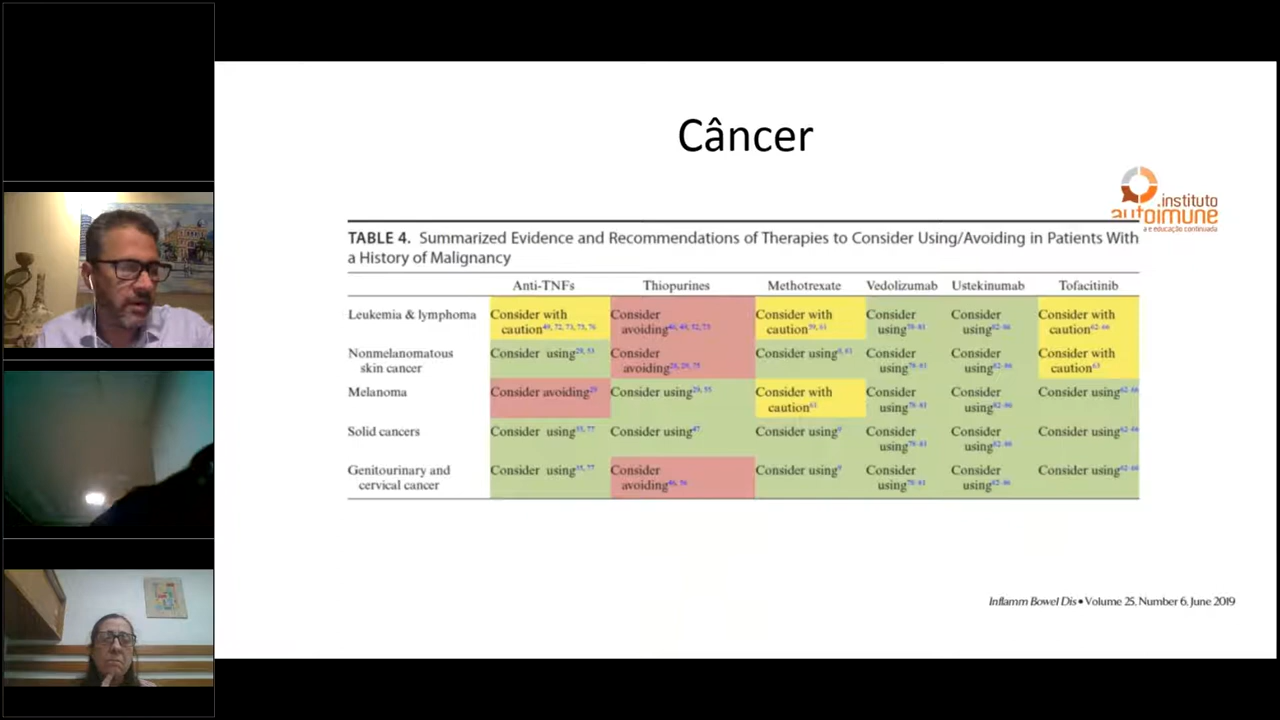 Câncer
.instituto
autoimune
a e educação continuada
TABLE 4. Summarized Evidence and Recommendations of Therapies to Consider Using/Avoiding in Patients With
a History of Malignancy
Anti-TNFs Thiopurines Methotrexate Vedolizumab Ustekinumab Tofacitinib
Leukemia & lymphoma Consider with Consider Consider with Consider Consider Consider with
caution avoiding caution using using caution
Nonmelanomatous Consider using Consider Consider using Consider Consider Consider with
skin cancer avoiding using using caution
Melanoma Consider avoiding Consider using Consider with Consider Consider Consider using
caution using using
Solid cancers Consider using Consider using Consider using Consider Consider Consider using
using using
Genitourinary and Consider using Consider Consider using Consider Consider Consider using
cervical cancer avoiding using using
Inflamm Bowel Dis • Volume 25, Number 6, June 2019